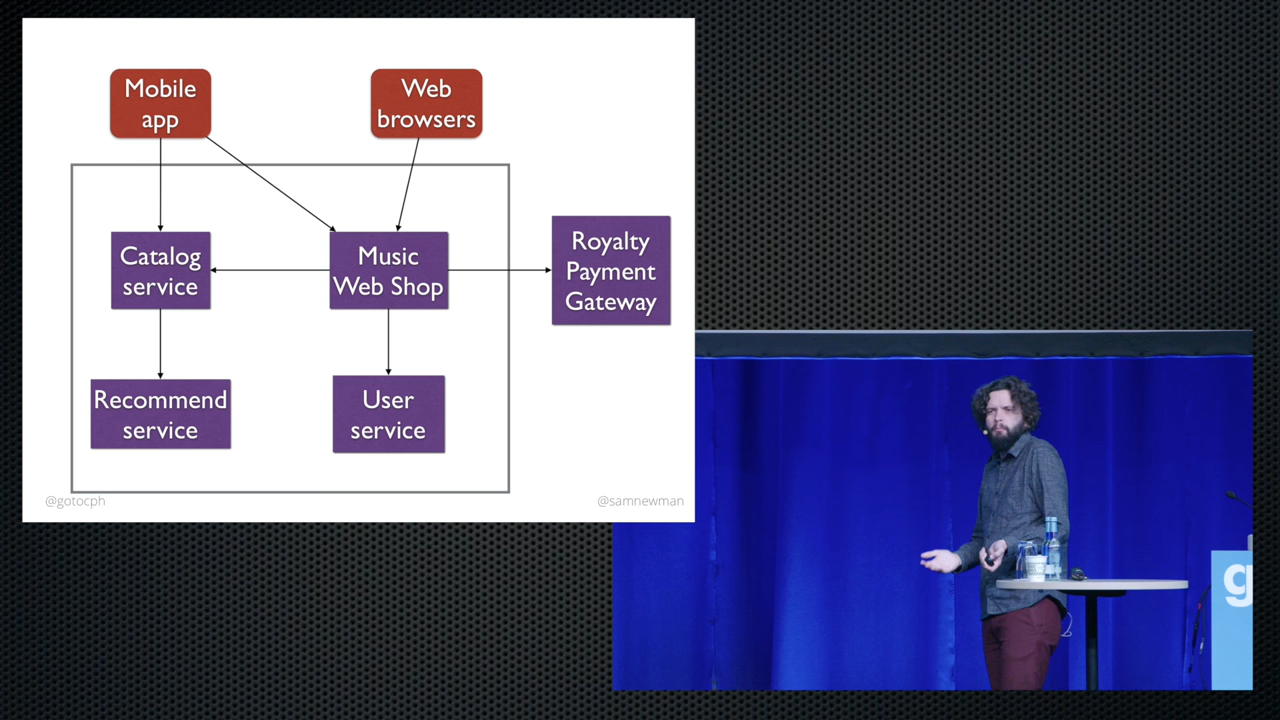 Mobile
app
Web
browsers
Catalog
service
Music
Web Shop
Royalty
Payment
Gateway
Recommend
service
User
service
@gotocph
@samnewman
g